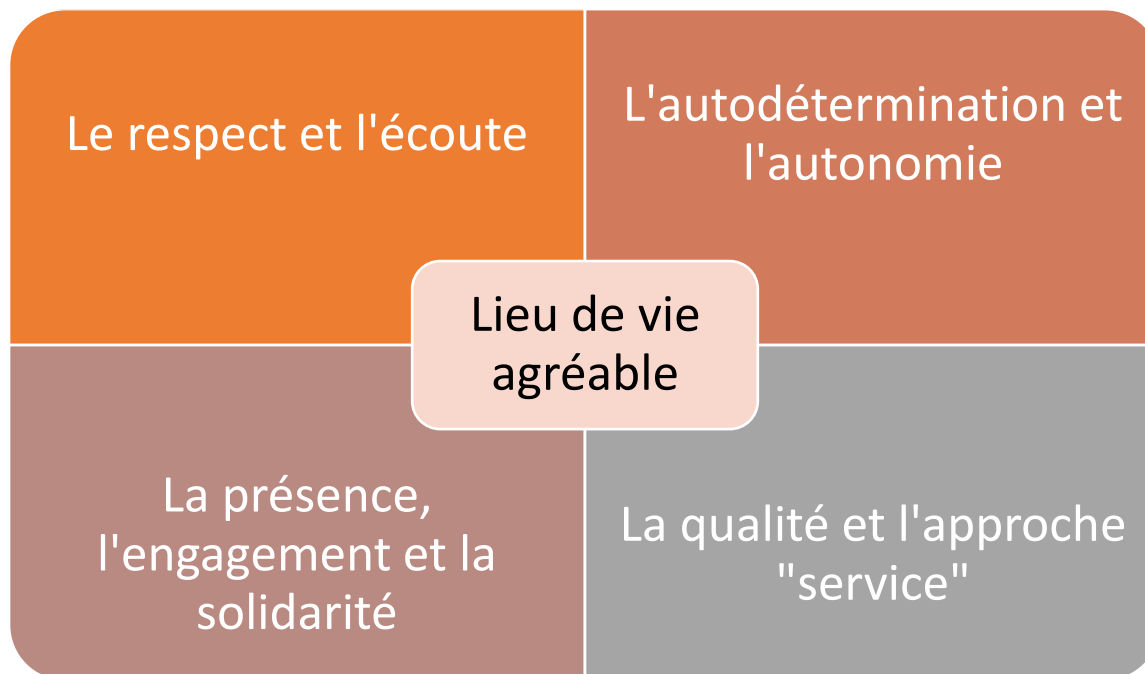 Le respect et l'écoute
L'autodétermination et
l'autonomie
Lieu de vie
agréable
La présence,
l'engagement et la
solidarité
La qualité et l'approche
"service"